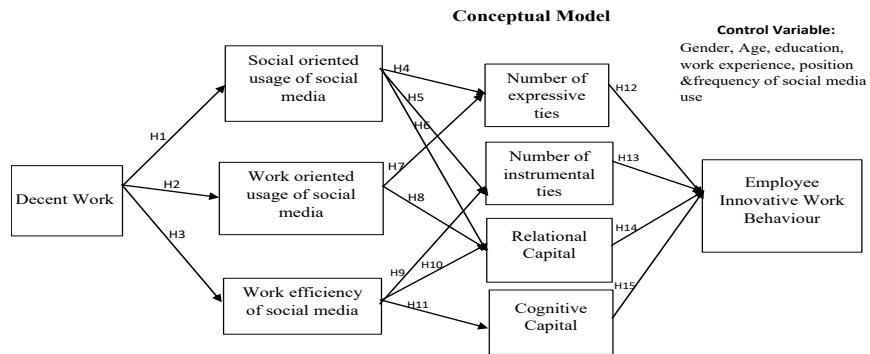 Conceptual Model
Control Variable:
Gender, Age, education,
work experience, position
&frequency of social media
use
Social oriented
usage of social
media
H4
H5
H6
Number of
expressive
ties
H12
H1
H7
Number of
instrumental
ties
H13
Decent Work
H2
Work oriented
usage of social
media
H8
Employee
Innovative Work
Behaviour
H3
Relational
Capital
H14
H9
H10
Work efficiency
of social media
H11
H15
Cognitive
Capital